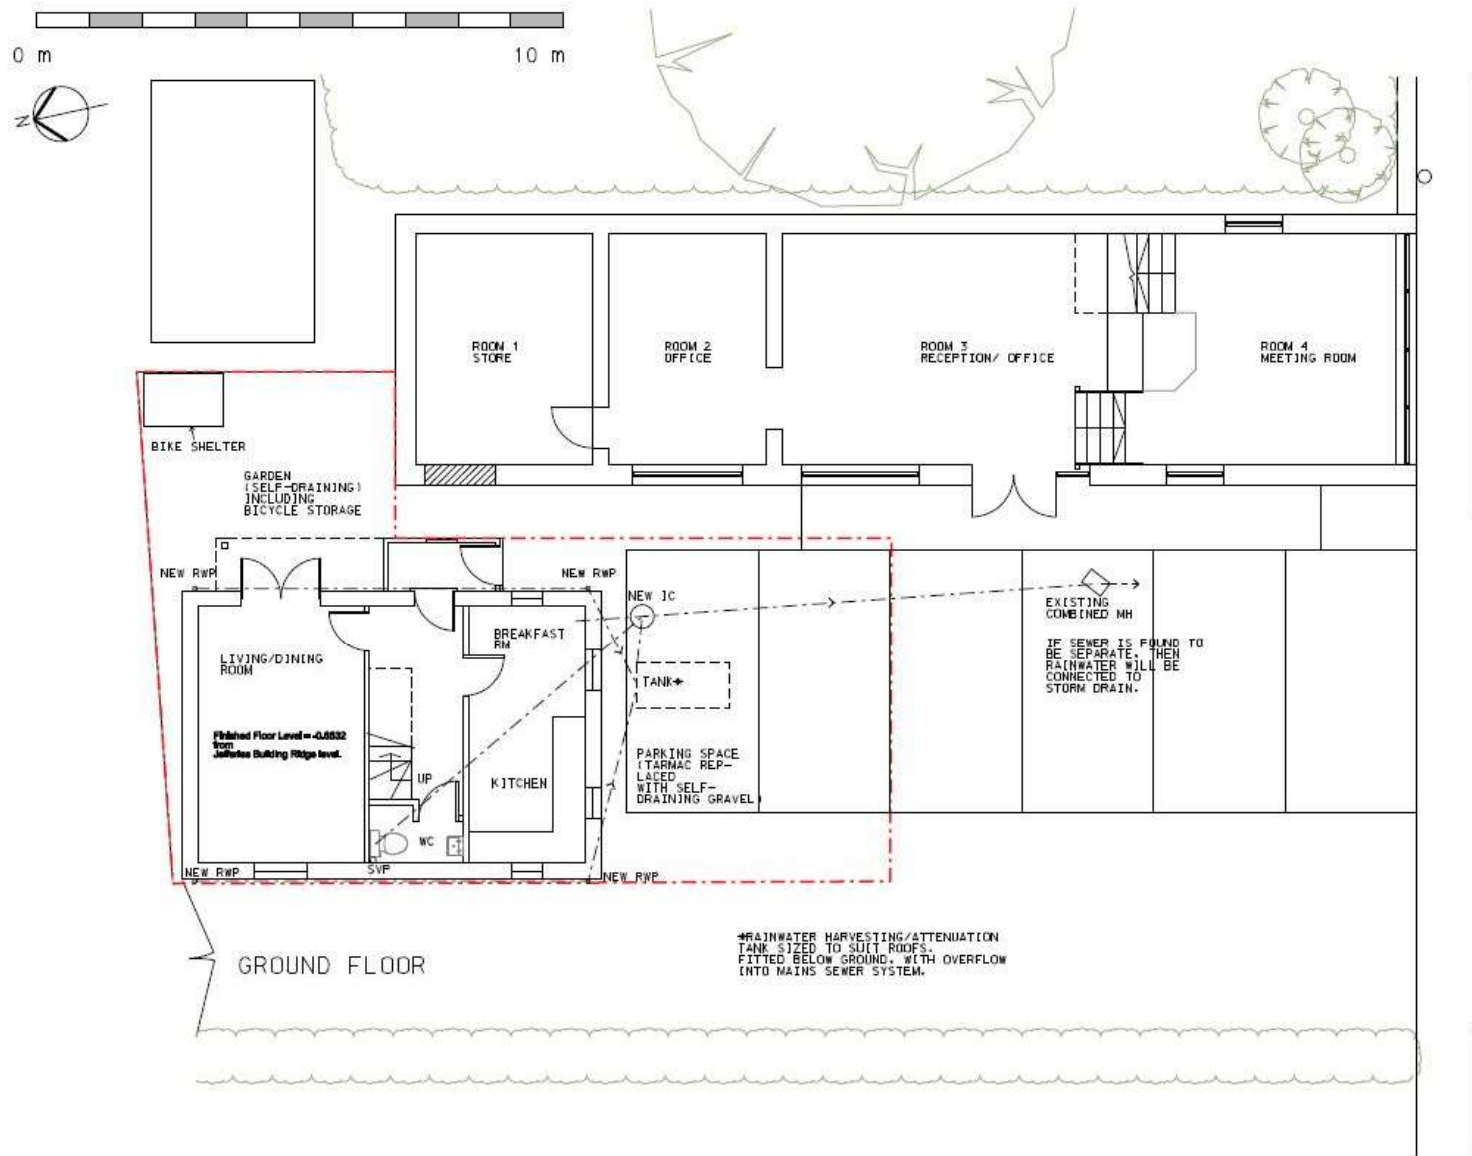 0 m
10 m
N
ROOM 1
STORE
ROOM 2
OFFICE
ROOM 3
RECEPTION/ OFFICE
ROOM 4
MEETING ROOM
BIKE SHELTER
GARDEN
(SELF-DRAINING)
INCLUDING
BICYCLE STORAGE
NEW RWP
NEW RWP
NEW IC
EXISTING
COMBINED MH
IF SEWER IS FOUND TO
BE SEPARATE, THEN
RAINWATER WILL BE
CONNECTED TO
STORM DRAIN.
BREAKFAST
RM
LIVING/DINING
ROOM
TANK*
Finished Floor Level = -0.6532
from
Jefferies Building Ridge level.
PARKING SPACE
(TARMAC REP-
LACED
WITH SELF-
DRAINING GRAVEL)
UP
KITCHEN
WC
SVP
NEW RWP
NEW RWP
*RAINWATER HARVESTING/ATTENUATION
TANK SIZED TO SUIT ROOFS.
FITTED BELOW GROUND, WITH OVERFLOW
INTO MAINS SEWER SYSTEM.
GROUND FLOOR